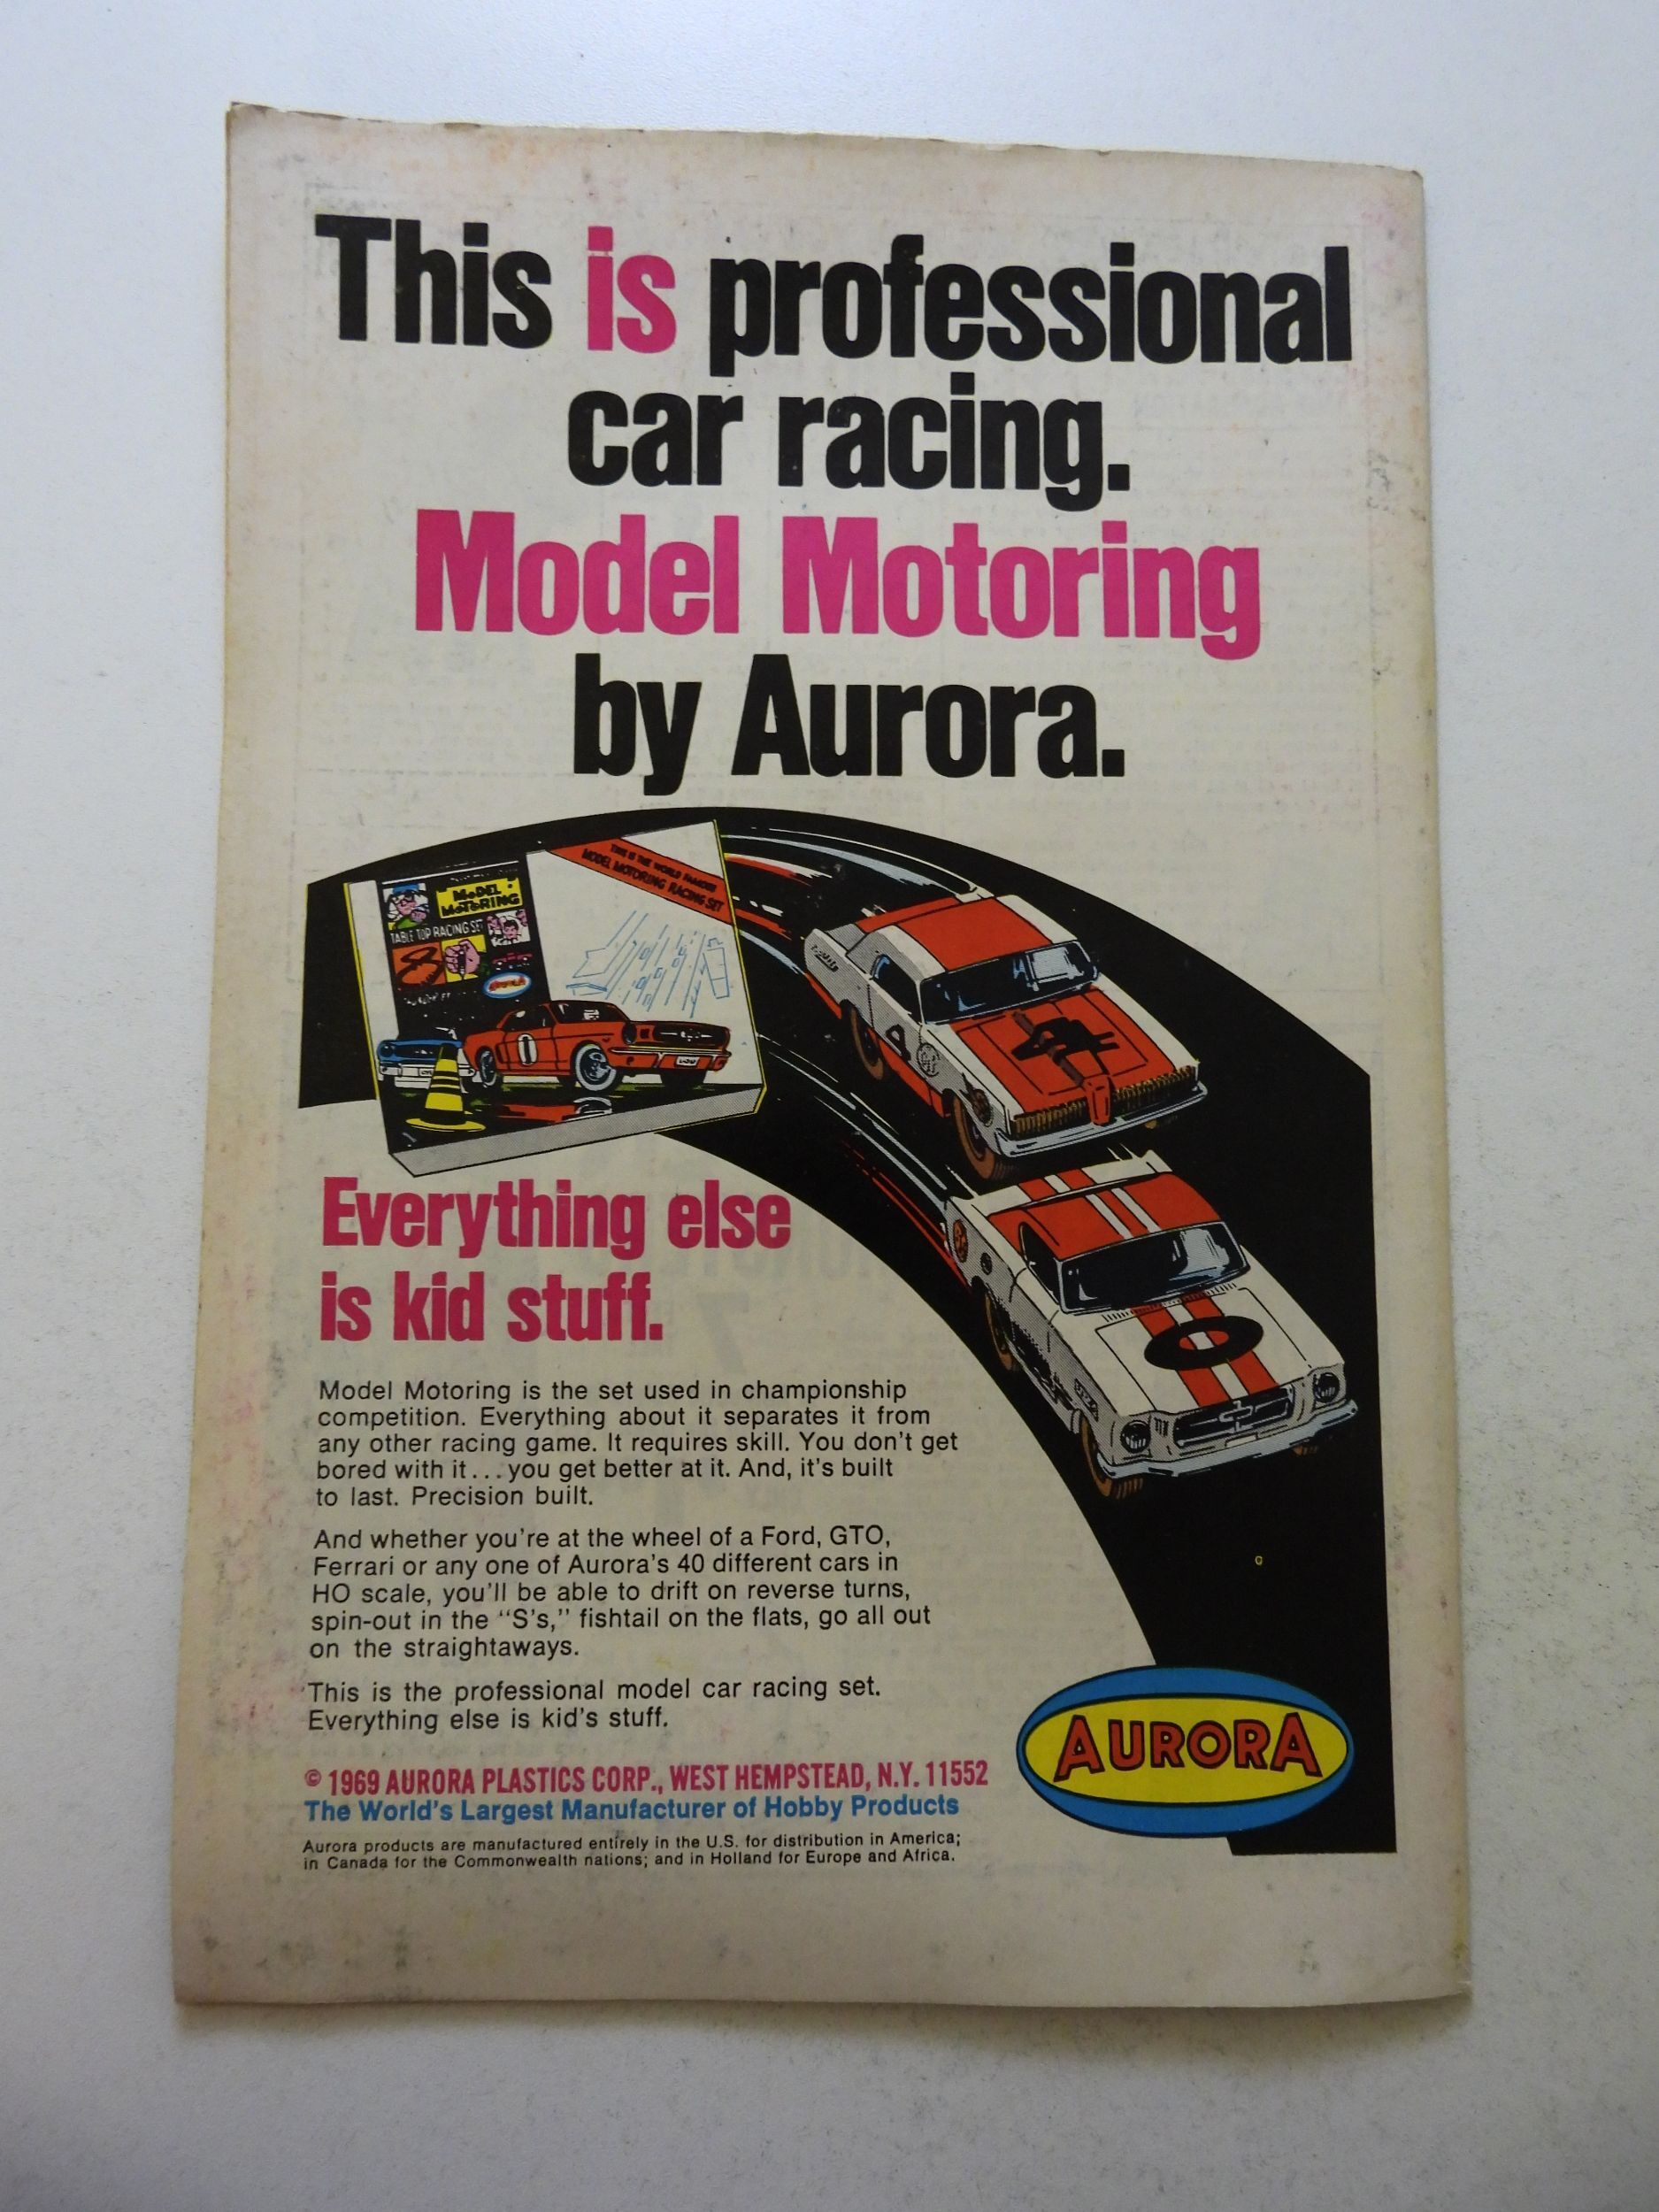 This is professional
car racing.
Model Motoring
by Aurora.
THIS IS THE WORLD FAMOUS
MODEL MOTORING RACING SET
MODEL
MOTORING
TABLE TOP RACING SET
Everything else
is kid stuff.
Model Motoring is the set used in championship
competition. Everything about it separates it from
any other racing game. It requires skill. You don't get
bored with it...you get better at it. And, it's built
to last. Precision built.
And whether you're at the wheel of a Ford, GTO,
Ferrari or any one of Aurora's 40 different cars in
HO scale, you'll be able to drift on reverse turns,
spin-out in the "S's," fishtail on the flats, go all out
on the straightaways.
This is the professional model car racing set.
Everything else is kid's stuff.
AURORA
© 1969 AURORA PLASTICS CORP., WEST HEMPSTEAD, N.Y. 11552
The World's Largest Manufacturer of Hobby Products
Aurora products are manufactured entirely in the U.S. for distribution in America;
in Canada for the Commonwealth nations; and in Holland for Europe and Africa.